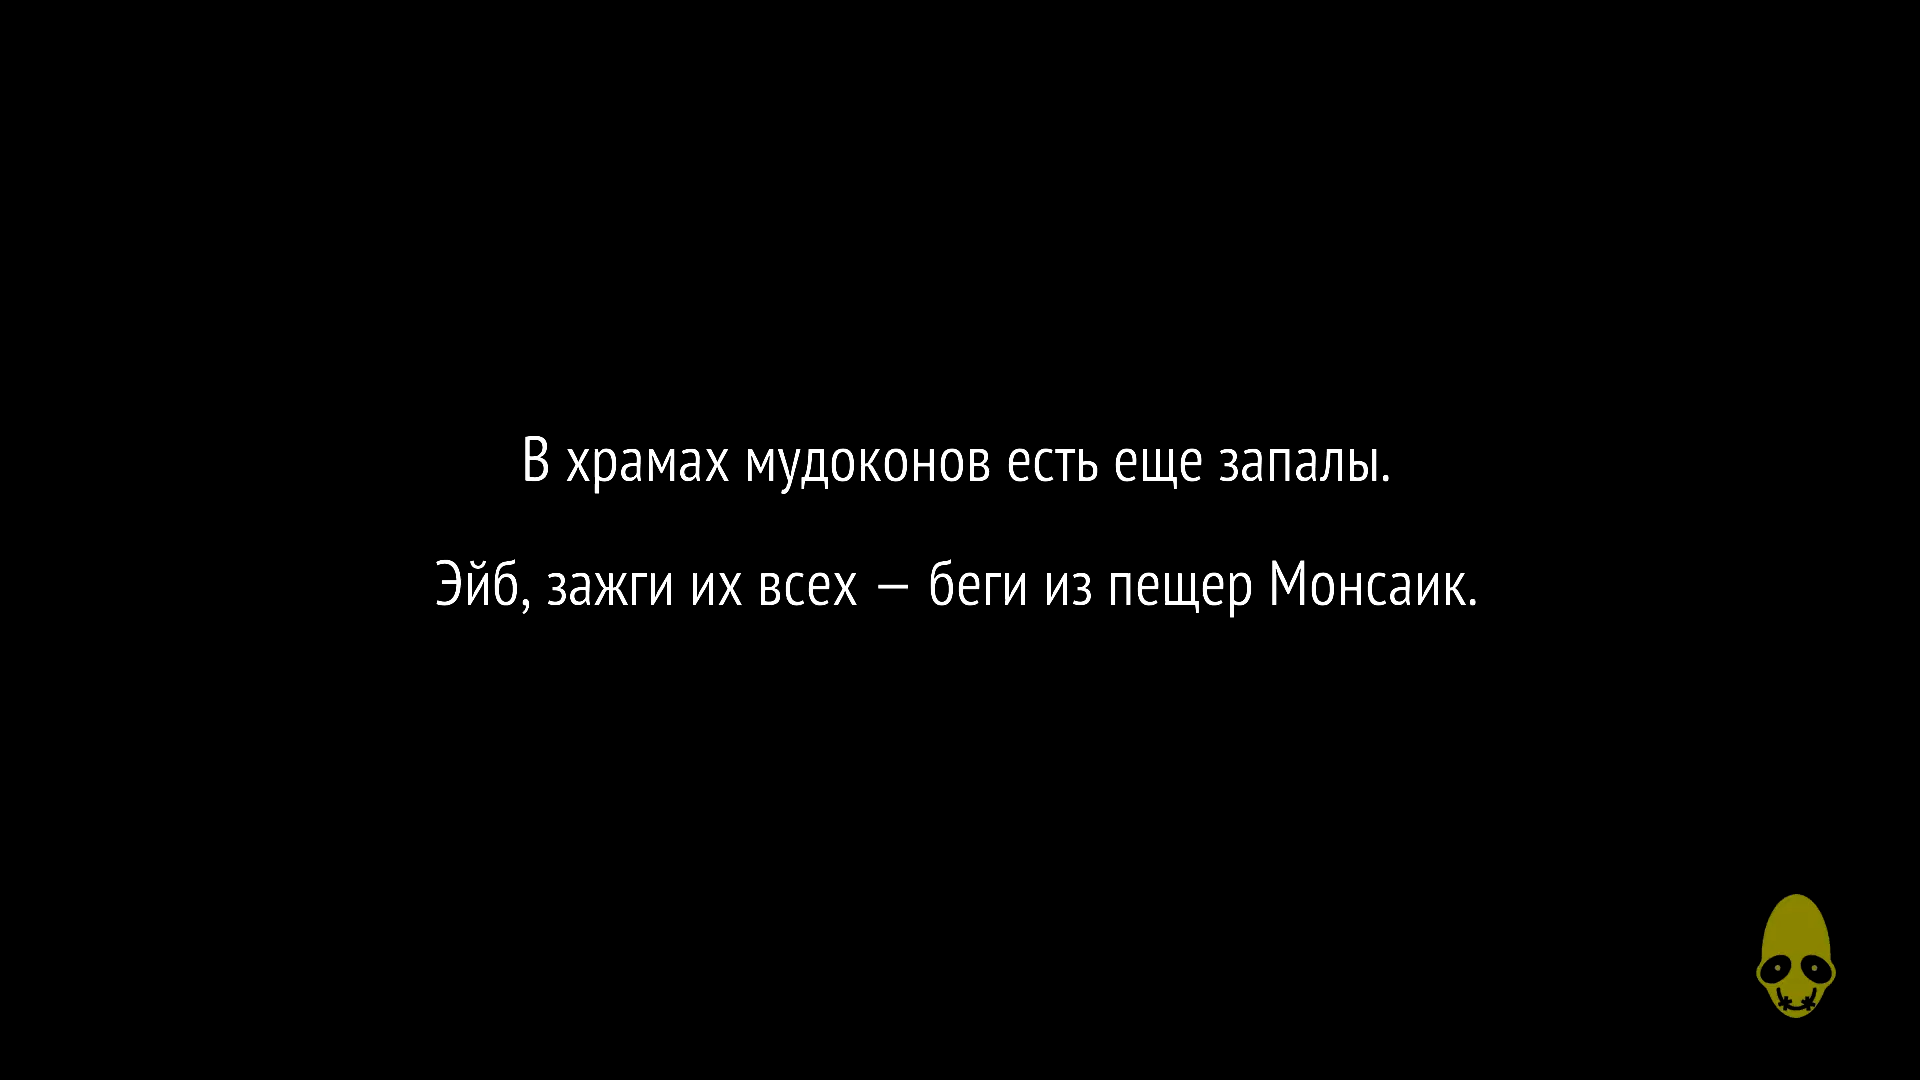 В храмах мудоконов есть еще запалы.
Эйб, зажги их всех — беги из пещер Монсаик.